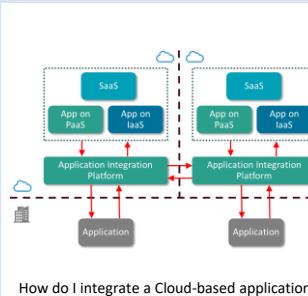 SaaS
SaaS
App on
PaaS
App on
IaaS
App on
PaaS
App on
IaaS
Application Integration
Platform
Application Integration
Platform
Application
Application
How do I integrate a Cloud-based application